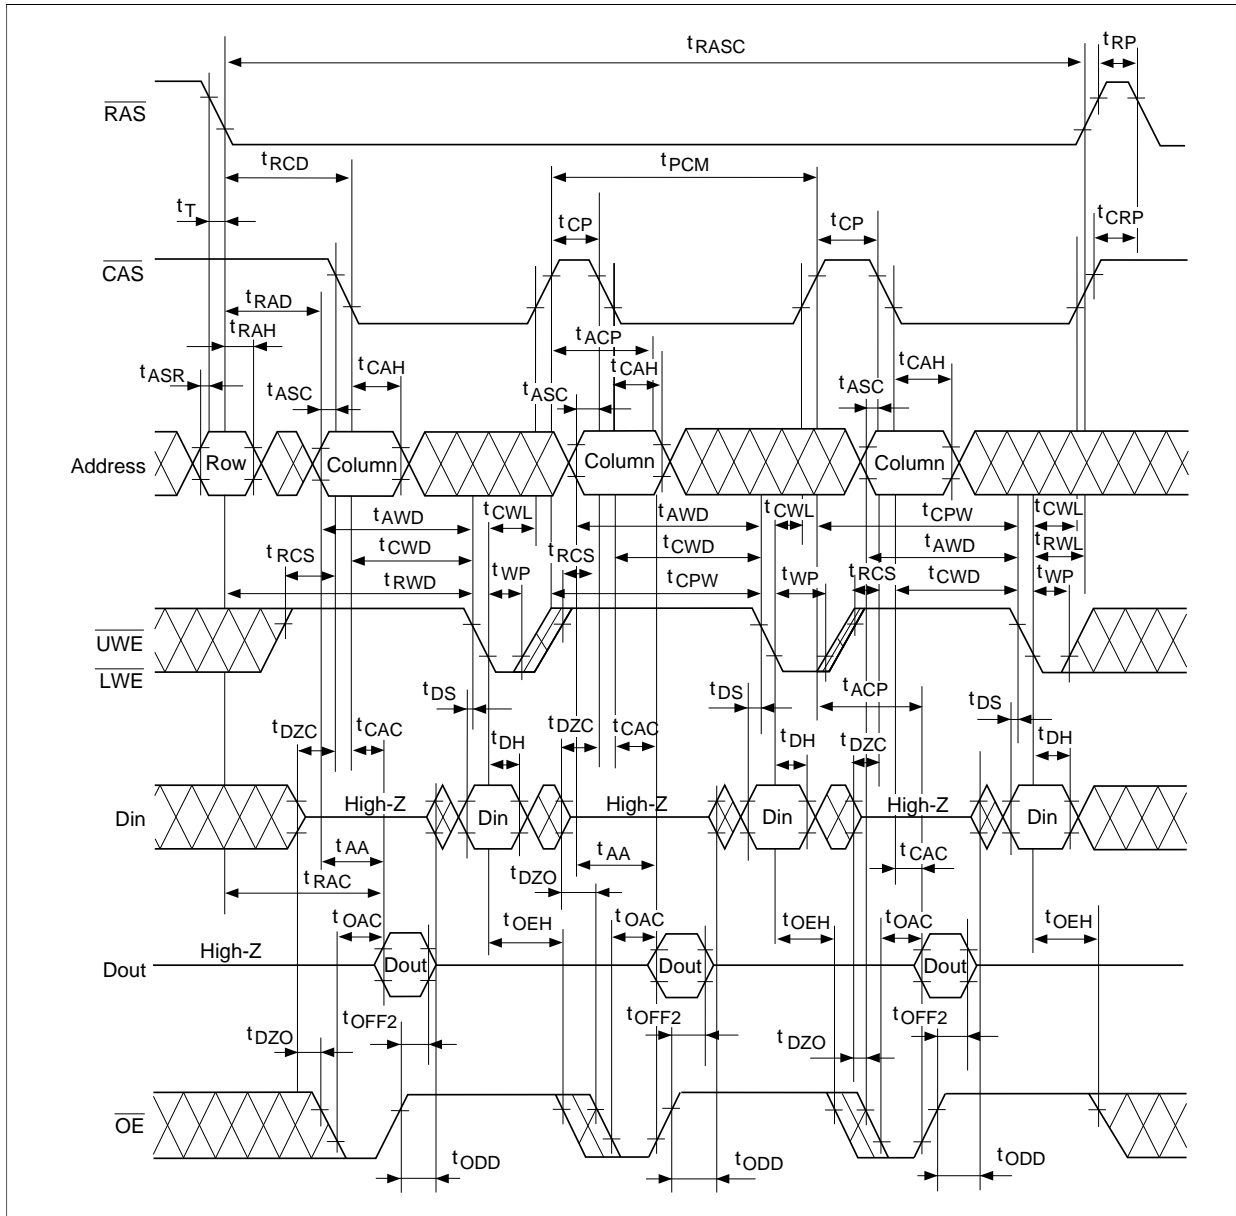 tRASC tRP
RAS
tRCD tPCM
tT tCP tCP tCRP
CAS
tRAD
tRAH tACP
tASR tCAH tCAH tCAH
tASC tASC tASC
Address Row Column Column Column
tAWD tCWL tAWD tCWL tCPW tCWL
tRCS tCWD tRCS tCWD tAWD tRWL
tRWD tWP tCPW tWP tRCS tCWD tWP
UWE
LWE
tDS tDS tACP tDS
tDZC tCAC tDZC tCAC
tDH tDH tDZC tDH
High-Z High-Z High-Z
Din Din Din Din
tAA tAA tCAC
tRAC tDZO
tOAC tOEH tOAC tOEH tOAC tOEH
High-Z
Dout Dout Dout Dout
tOFF2 tOFF2 tOFF2
tDZO tDZO
OE
tODD tODD tODD